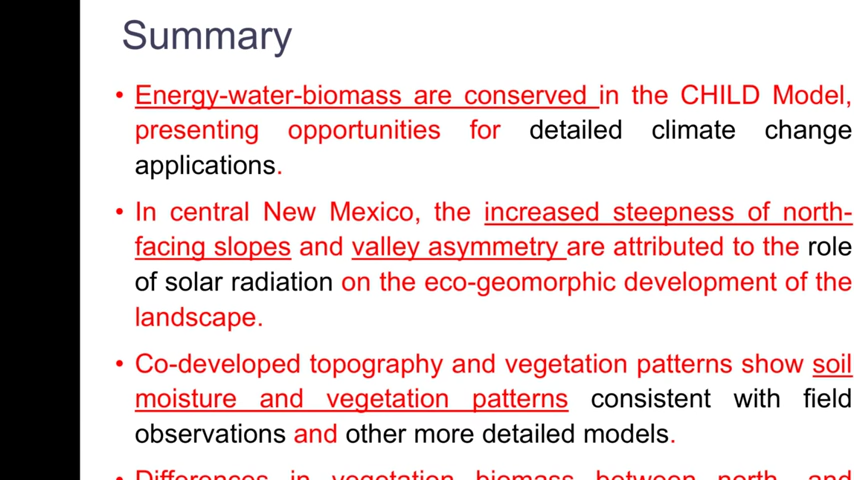 Summary
• Energy-water-biomass are conserved in the CHILD Model,
presenting opportunities for detailed climate change
applications.
• In central New Mexico, the increased steepness of north-
facing slopes and valley asymmetry are attributed to the role
of solar radiation on the eco-geomorphic development of the
landscape.
• Co-developed topography and vegetation patterns show soil
moisture and vegetation patterns consistent with field
observations and other more detailed models.
• Differences in vegetation biomass between north- and